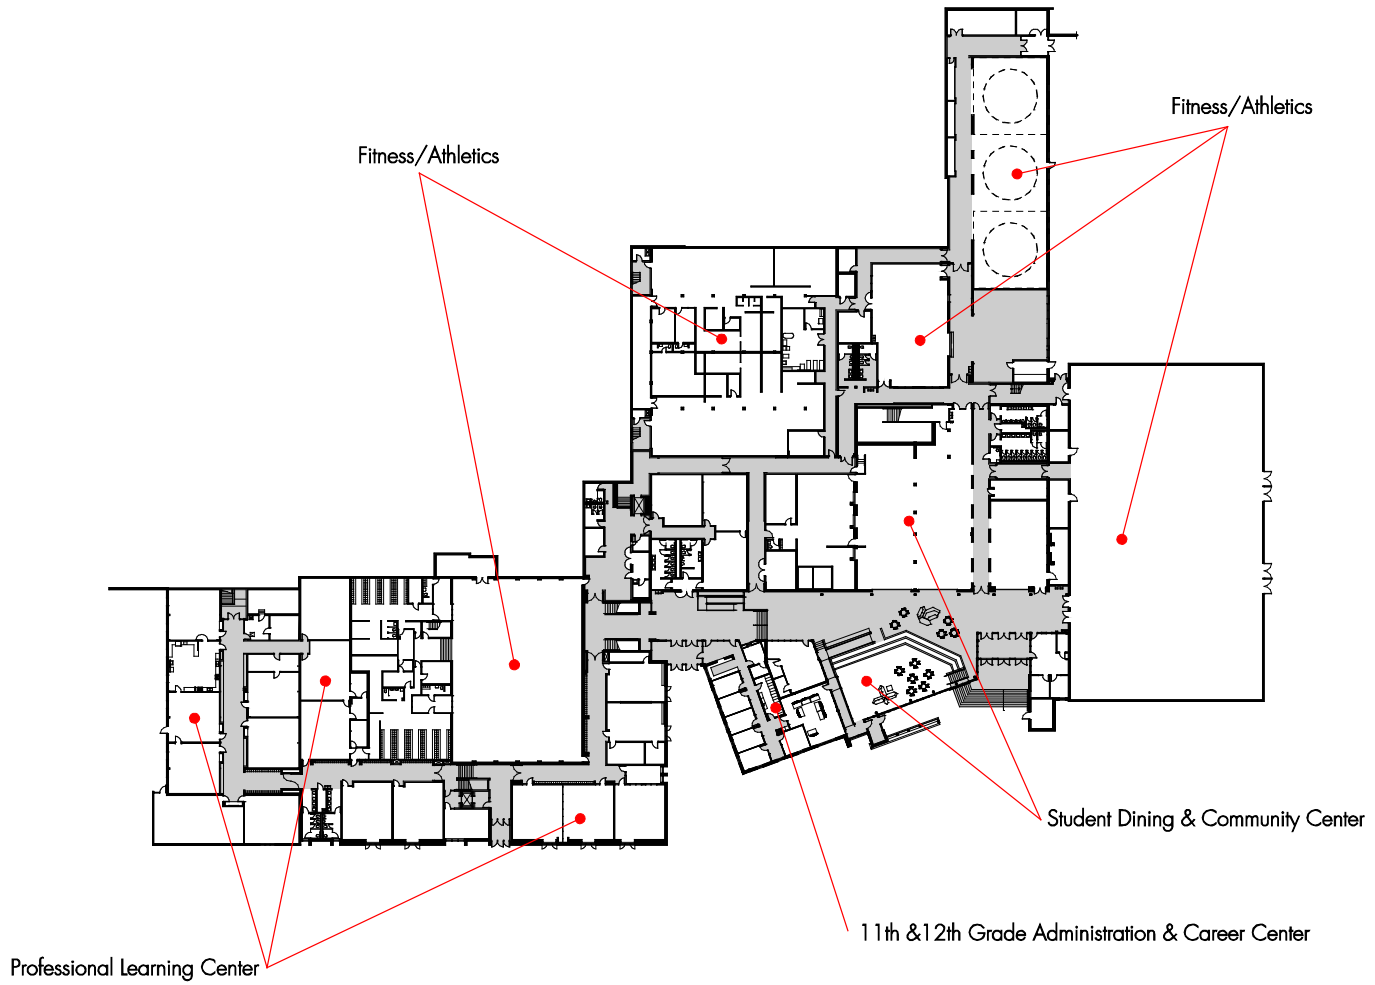 Fitness/Athletics
Fitness/Athletics
Student Dining & Community Center
11th &12th Grade Administration & Career Center
Professional Learning Center